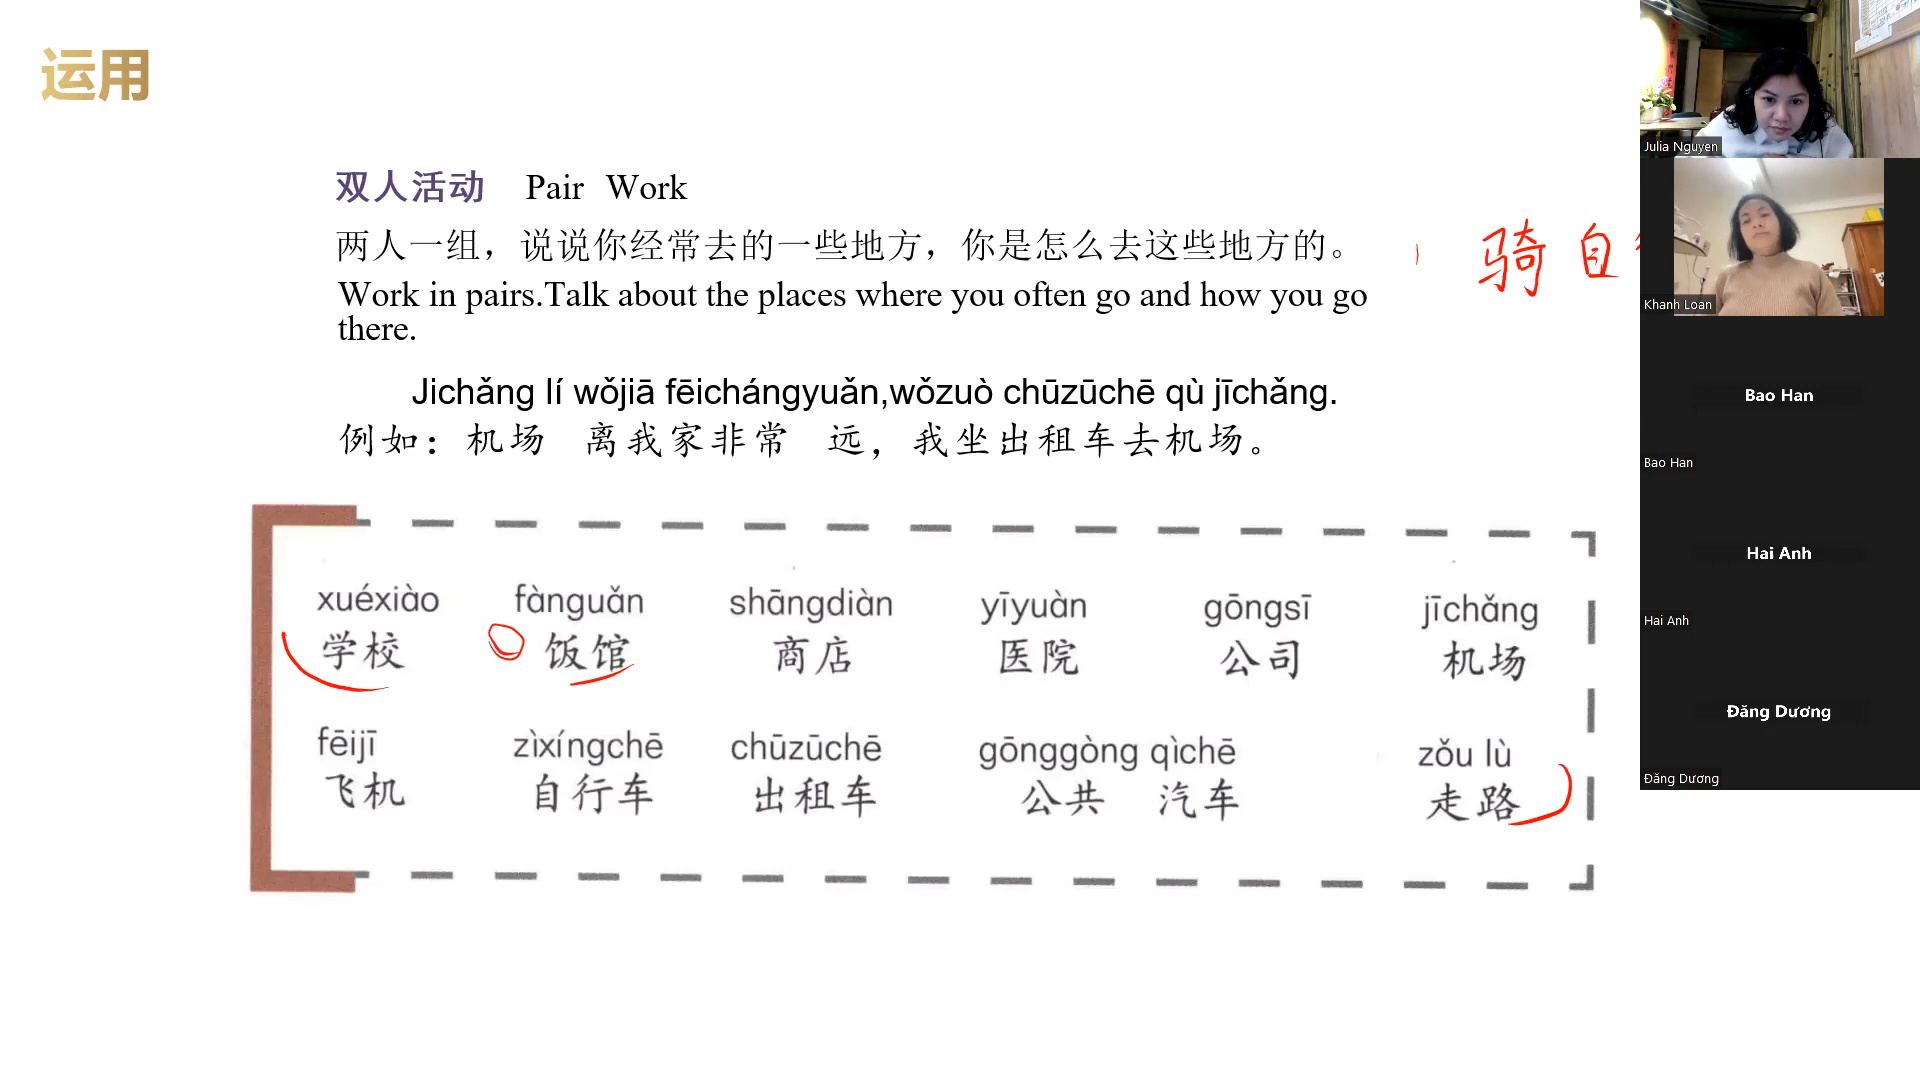 运用
双人活动 Pair Work
两人一组，说说你经常去的一些地方，你是怎么去这些地方的。
骑自
Work in pairs.Talk about the places where you often go and how you go
there.
Jichǎng lí wǒjiā fēichángyuǎn,wǒzuò chūzūchē qù jīchǎng.
例如：机场 离我家非常 远，我坐出租车去机场。
xuéxiào fànguǎn shāngdiàn yīyuàn gōngsī jīchǎng
学校 饭馆 商店 医院 公司 机场
fēijī zìxíngchē chūzūchē gōnggòng qìchē zǒu lù
飞机 自行车 出租车 公共 汽车 走路
Julia Nguyen
Khanh Loan
Bao Han
Bao Han
Hai Anh
Hai Anh
Đăng Dương
Đăng Dương